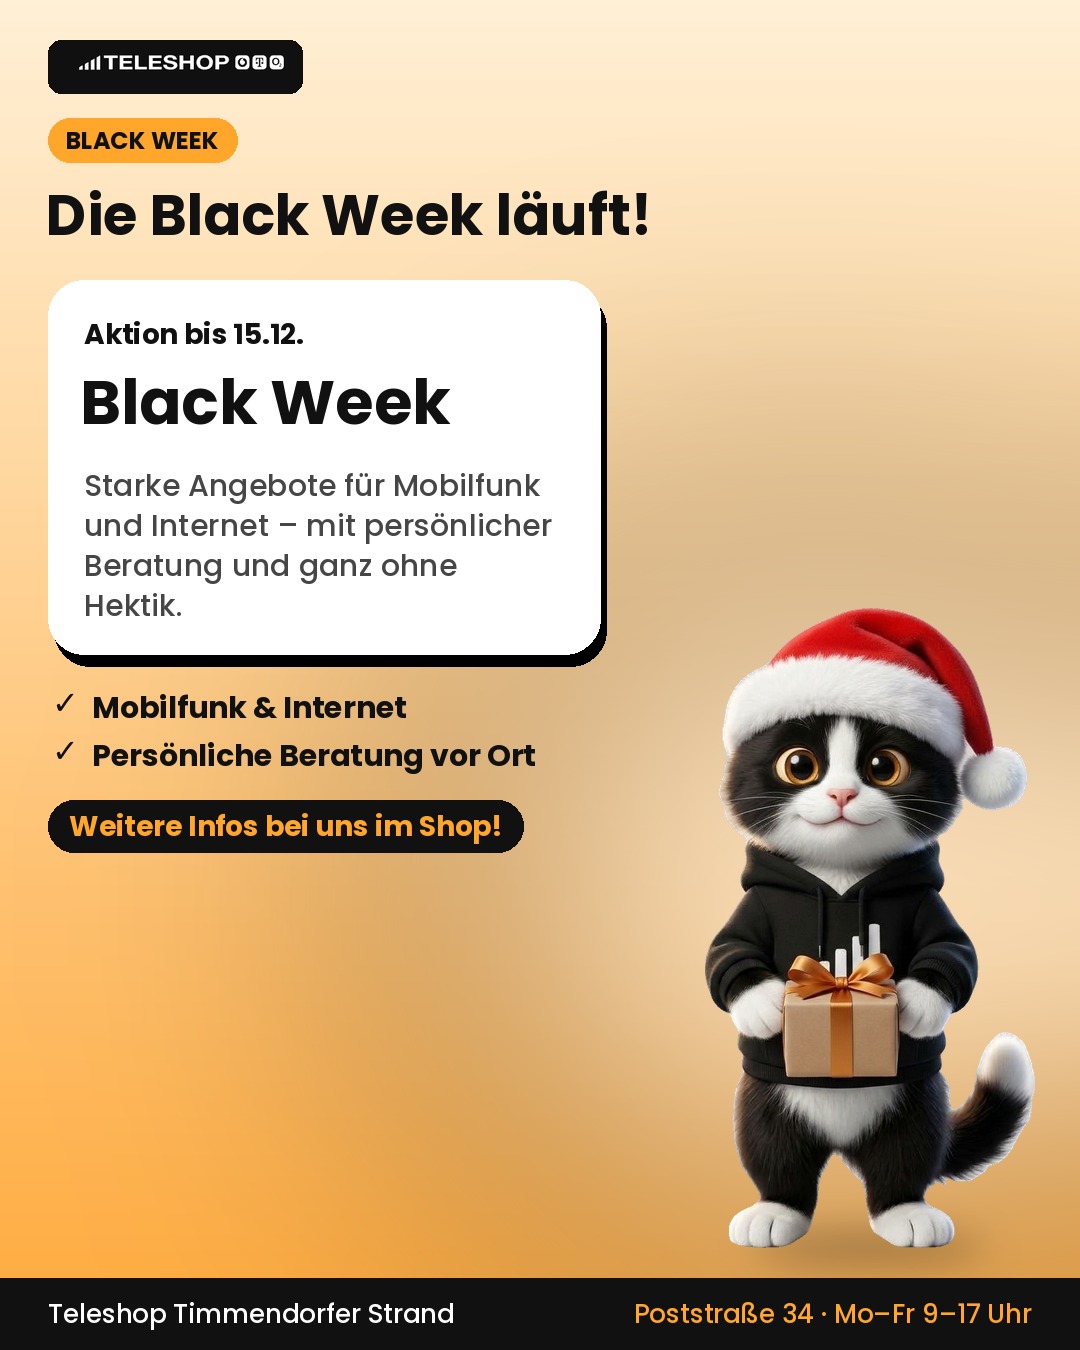 TELESHOP
BLACK WEEK
Die Black Week läuft!
Aktion bis 15.12.
Black Week
Starke Angebote für Mobilfunk
und Internet – mit persönlicher
Beratung und ganz ohne
Hektik.
✓ Mobilfunk & Internet
✓ Persönliche Beratung vor Ort
Weitere Infos bei uns im Shop!
Teleshop Timmendorfer Strand
Poststraße 34 · Mo–Fr 9–17 Uhr